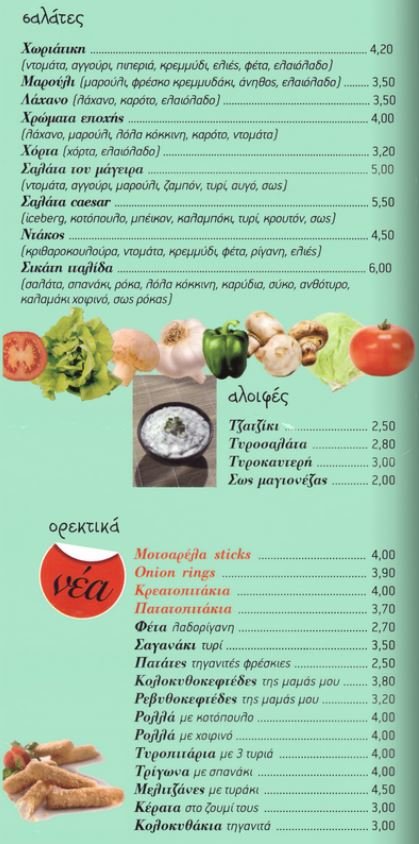 σαλάτες
Χωριάτικη 4,20
(ντομάτα, αγγούρι, πιπεριά, κρεμμύδι, ελιές, φέτα, ελαιόλαδο)
Μαρούλι (μαρούλι, φρέσκο κρεμμυδάκι, άνηθος, ελαιόλαδο) 3,50
Λάχανο (λάχανο, καρότο, ελαιόλαδο) 3,50
Χρώματα εποχής 4,00
(λάχανο, μαρούλι, λόλα κόκκινη, καρότο, ντομάτα)
Χόρτα (χόρτα, ελαιόλαδο) 3,20
Σαλάτα του μάγειρα 5,00
(ντομάτα, αγγούρι, μαρούλι, ζαμπόν, τυρί, αυγό, σως)
Σαλάτα caesar 5,50
(iceberg, κοτόπουλο, μπέικον, καλαμπόκι, τυρί, κρουτόν, σως)
Ντάκος 4,50
(κριθαροκουλούρα, ντομάτα, κρεμμύδι, φέτα, ρίγανη, ελιές)
Σικάτη πιαλίδα 6,00
(σαλάτα, σπανάκι, ρόκα, λόλα κόκκινη, καρύδια, σύκο, ανθότυρο,
καλαμάκι χοιρινό, σως ρόκας)
αλοιφές
Τζατζίκι 2,50
Τυροσαλάτα 2,80
Τυροκαυτερή 3,00
Σως μαγιονέζας 2,00
ορεκτικά
νέα
Μοτσαρέλα sticks 4,00
Onion rings 3,90
Κρεατοπιτάκια 4,00
Πατατοπιτάκια 3,70
Φέτα λαδορίγανη 2,70
Σαγανάκι τυρί 3,50
Πατάτες τηγανιτές φρέσκιες 2,50
Κολοκυθοκεφτέδες της μαμάς μου 3,80
Ρεβυθοκεφτέδες της μαμάς μου 3,20
Ρολλά με κοτόπουλο 4,00
Ρολλά με χοιρινό 4,00
Τυροπιτάρια με 3 τυριά 4,00
Τρίγωνα με σπανάκι 4,00
Μελιτζάνες με τυράκι 4,50
Κέρατα στο ζουμί τους 3,00
Κολοκυθάκια τηγανιτά 3,00